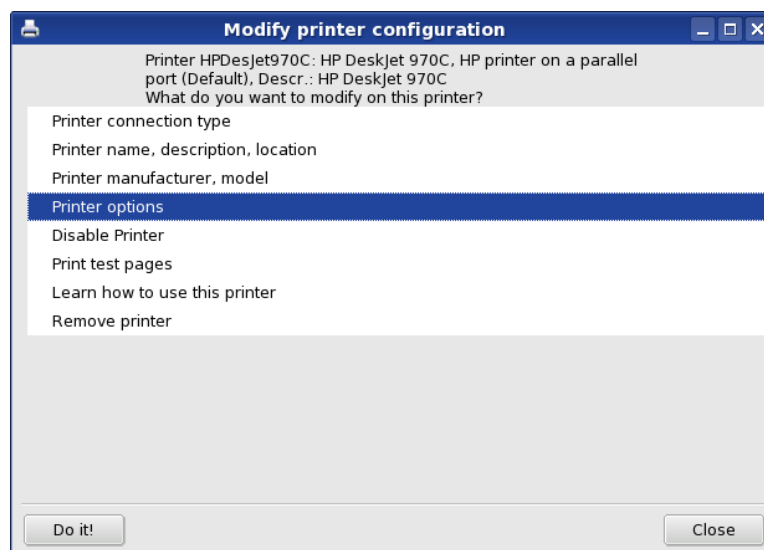 Modify printer configuration
Printer HPDesJet970C: HP DeskJet 970C, HP printer on a parallel
port (Default), Descr.: HP DeskJet 970C
What do you want to modify on this printer?
Printer connection type
Printer name, description, location
Printer manufacturer, model
Printer options
Disable Printer
Print test pages
Learn how to use this printer
Remove printer
Do it!
Close